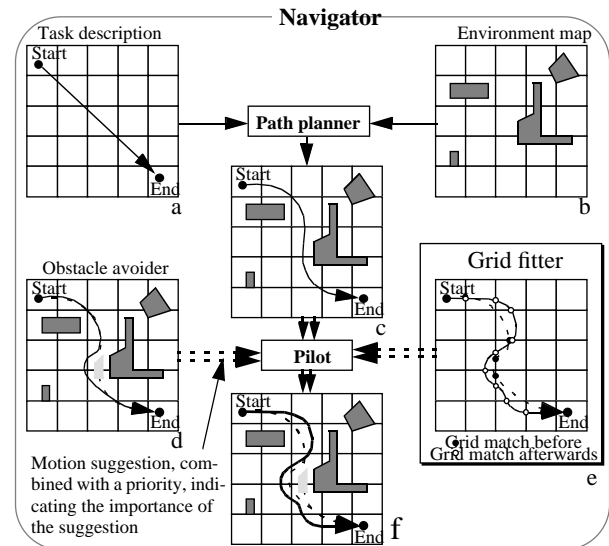 Navigator
Task description
Environment map
Start
End
a
Path planner
b
Start
End
c
Obstacle avoider
Start
End
d
Pilot
Grid fitter
Start
End
Grid match before
Grid match afterwards
e
Motion suggestion, com-
bined with a priority, indi-
cating the importance of
the suggestion
Start
End
f